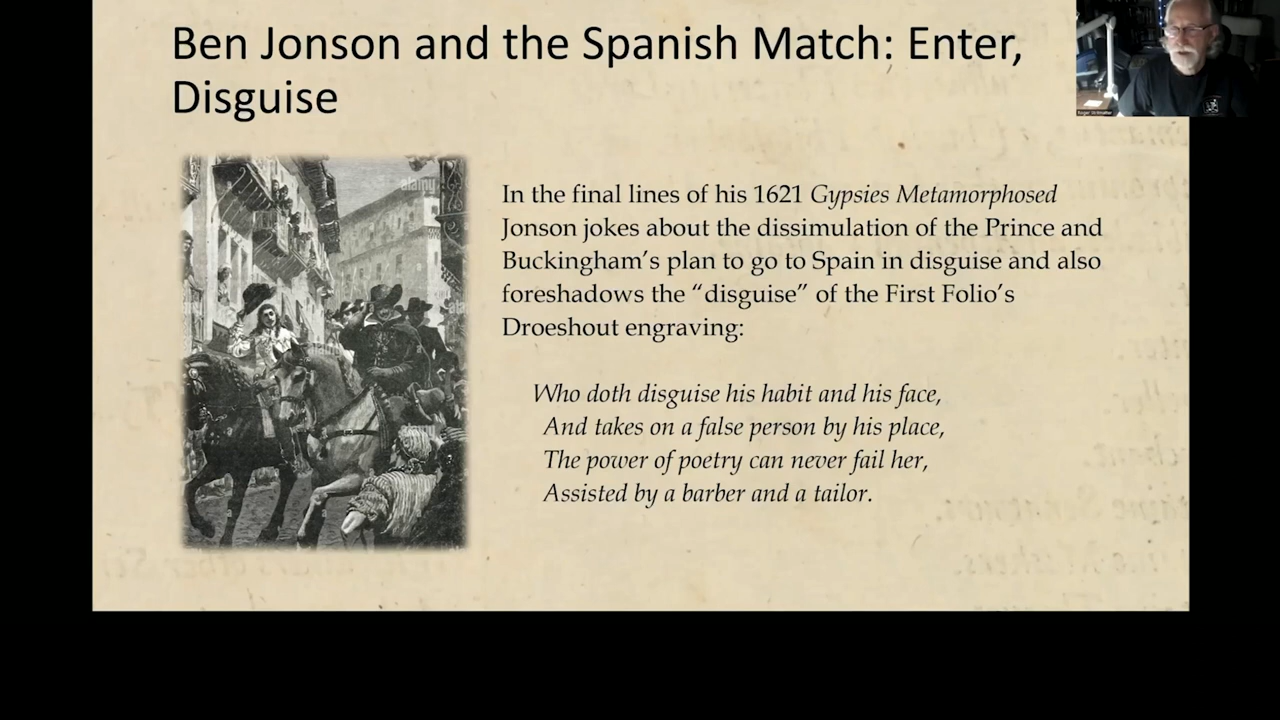 Ben Jonson and the Spanish Match: Enter,
Disguise
In the final lines of his 1621 Gypsies Metamorphosed
Jonson jokes about the dissimulation of the Prince and
Buckingham’s plan to go to Spain in disguise and also
foreshadows the “disguise” of the First Folio’s
Droeshout engraving:
Who doth disguise his habit and his face,
And takes on a false person by his place,
The power of poetry can never fail her,
Assisted by a barber and a tailor.
alamy
alamy